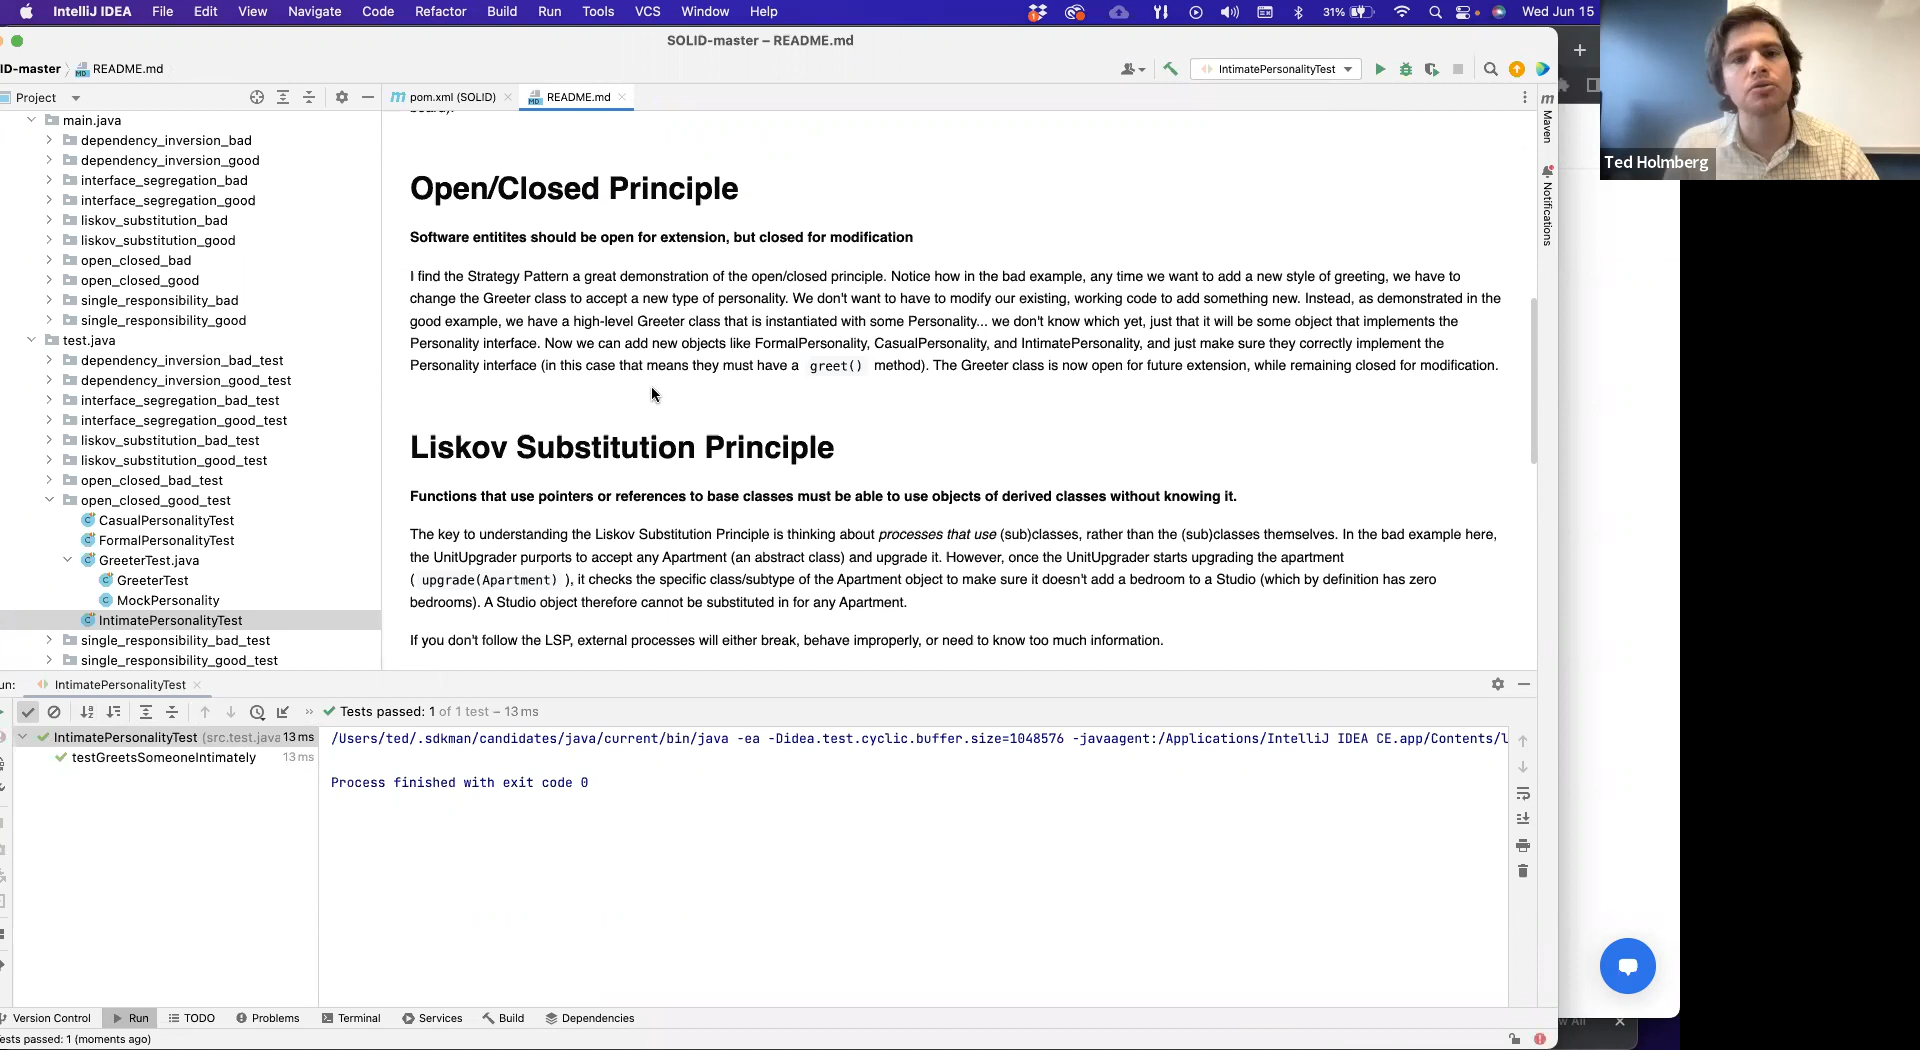 IntelliJ IDEA File Edit View Navigate Code Refactor Build Run Tools VCS Window Help 1 31% Wed Jun 15
SOLID-master – README.md
ID-master README.md
IntimatePersonalityTest
Project
pom.xml (SOLID) README.md
main.java
dependency_inversion_bad
dependency_inversion_good
interface_segregation_bad
interface_segregation_good
liskov_substitution_bad
liskov_substitution_good
open_closed_bad
open_closed_good
single_responsibility_bad
single_responsibility_good
test.java
dependency_inversion_bad_test
dependency_inversion_good_test
interface_segregation_bad_test
interface_segregation_good_test
liskov_substitution_bad_test
liskov_substitution_good_test
open_closed_bad_test
open_closed_good_test
CasualPersonalityTest
FormalPersonalityTest
GreeterTest.java
GreeterTest
MockPersonality
IntimatePersonalityTest
single_responsibility_bad_test
single_responsibility_good_test
Open/Closed Principle
Software entitites should be open for extension, but closed for modification
I find the Strategy Pattern a great demonstration of the open/closed principle. Notice how in the bad example, any time we want to add a new style of greeting, we have to
change the Greeter class to accept a new type of personality. We don't want to have to modify our existing, working code to add something new. Instead, as demonstrated in the
good example, we have a high-level Greeter class that is instantiated with some Personality... we don't know which yet, just that it will be some object that implements the
Personality interface. Now we can add new objects like FormalPersonality, CasualPersonality, and IntimatePersonality, and just make sure they correctly implement the
Personality interface (in this case that means they must have a greet() method). The Greeter class is now open for future extension, while remaining closed for modification.
Liskov Substitution Principle
Functions that use pointers or references to base classes must be able to use objects of derived classes without knowing it.
The key to understanding the Liskov Substitution Principle is thinking about processes that use (sub)classes, rather than the (sub)classes themselves. In the bad example here,
the UnitUpgrader purports to accept any Apartment (an abstract class) and upgrade it. However, once the UnitUpgrader starts upgrading the apartment
( upgrade(Apartment) ), it checks the specific class/subtype of the Apartment object to make sure it doesn't add a bedroom to a Studio (which by definition has zero
bedrooms). A Studio object therefore cannot be substituted in for any Apartment.
If you don't follow the LSP, external processes will either break, behave improperly, or need to know too much information.
Maven
Notifications
Ted Holmberg
un: IntimatePersonalityTest
Tests passed: 1 of 1 test – 13 ms
IntimatePersonalityTest (src.test.java 13 ms
testGreetsSomeoneIntimately 13 ms
/Users/ted/.sdkman/candidates/java/current/bin/java -ea -Didea.test.cyclic.buffer.size=1048576 -javaagent:/Applications/IntelliJ IDEA CE.app/Contents/l
Process finished with exit code 0
Version Control Run TODO Problems Terminal Services Build Dependencies
ests passed: 1 (moments ago)